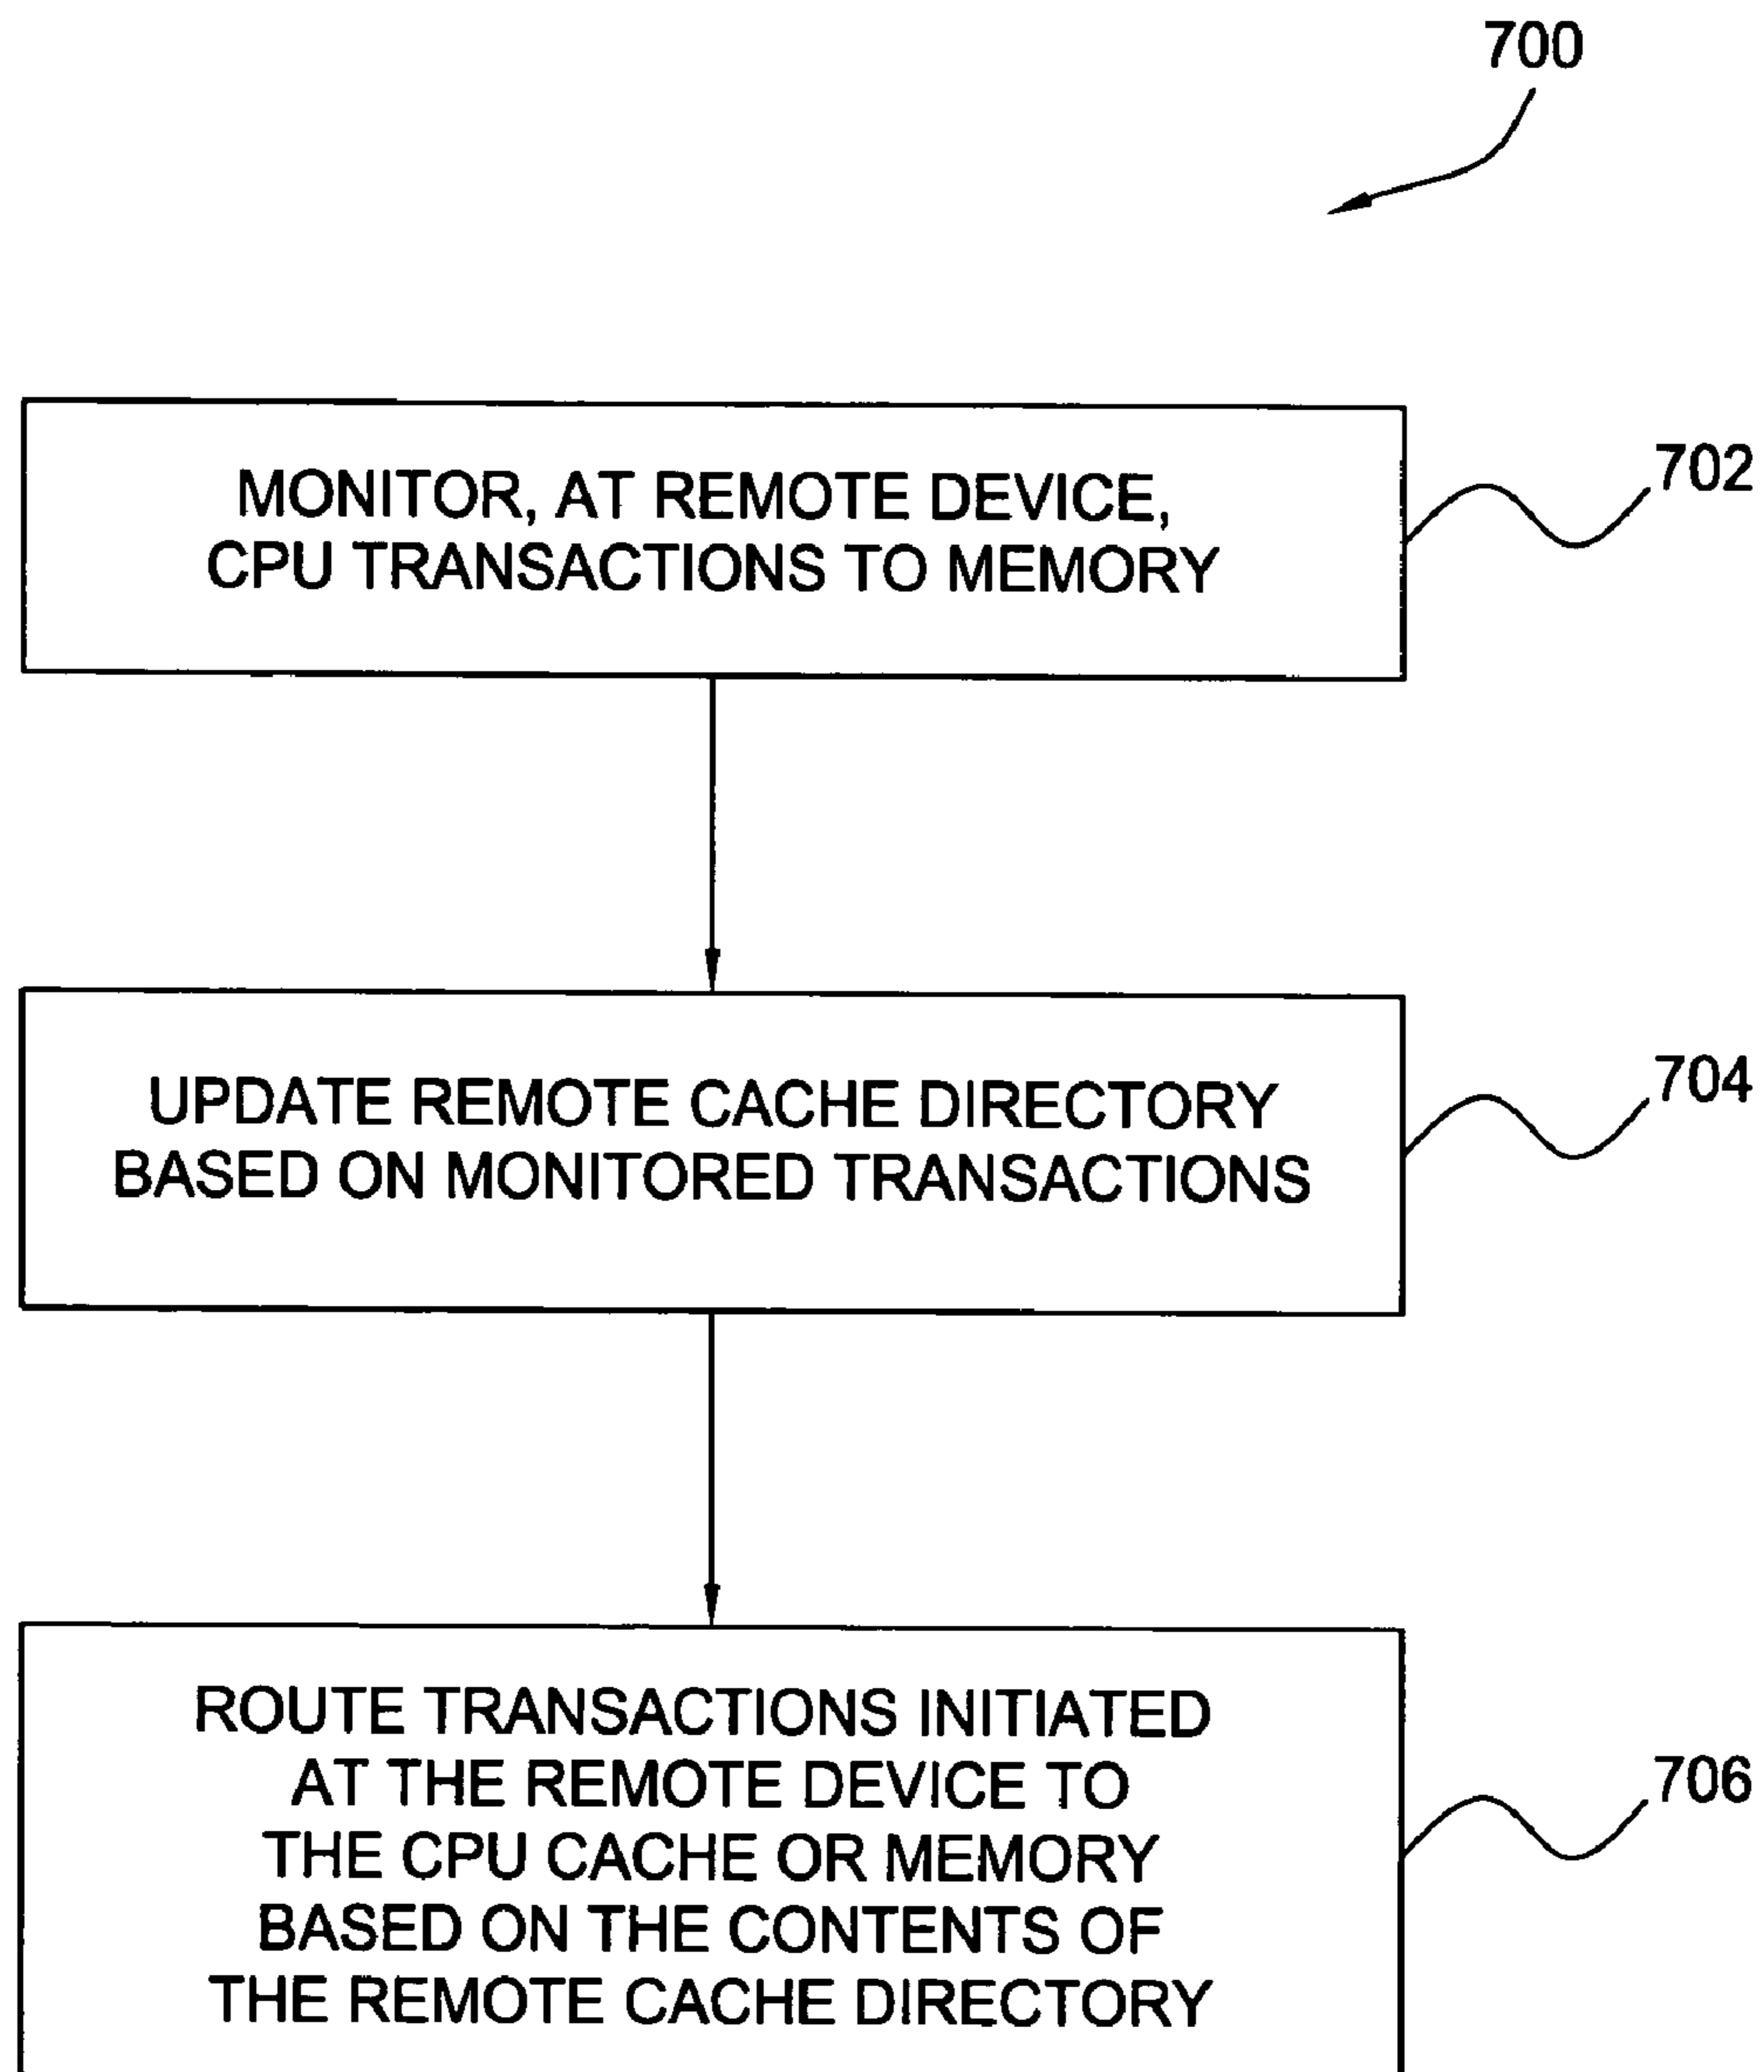 700
MONITOR, AT REMOTE DEVICE,
CPU TRANSACTIONS TO MEMORY
702
UPDATE REMOTE CACHE DIRECTORY
BASED ON MONITORED TRANSACTIONS
704
ROUTE TRANSACTIONS INITIATED
AT THE REMOTE DEVICE TO
THE CPU CACHE OR MEMORY
BASED ON THE CONTENTS OF
THE REMOTE CACHE DIRECTORY
706